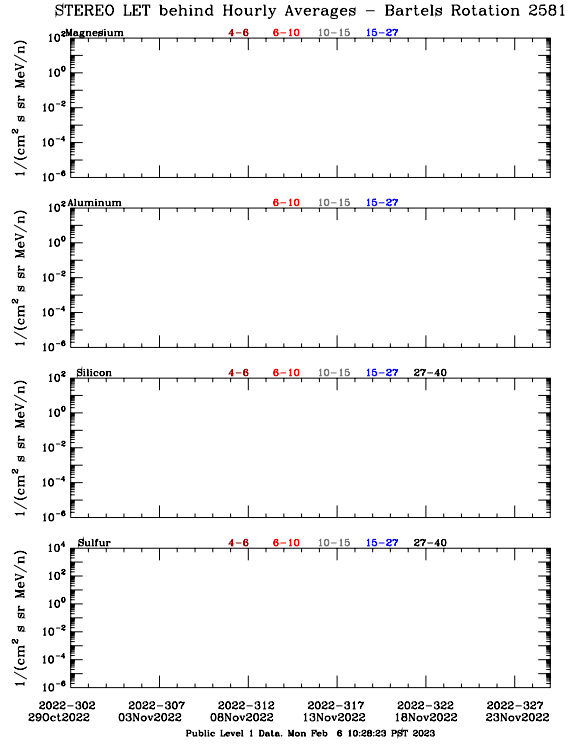 STEREO LET behind Hourly Averages – Bartels Rotation 2581
Magnesium 4–6 6–10 10–15 15–27
10² 10⁰ 10⁻² 10⁻⁴ 10⁻⁶
1/(cm² s sr MeV/n)
Aluminum 6–10 10–15 15–27
10² 10⁰ 10⁻² 10⁻⁴ 10⁻⁶
1/(cm² s sr MeV/n)
Silicon 4–6 6–10 10–15 15–27 27–40
10² 10⁰ 10⁻² 10⁻⁴ 10⁻⁶
1/(cm² s sr MeV/n)
Sulfur 4–6 6–10 10–15 15–27 27–40
10⁴ 10² 10⁰ 10⁻² 10⁻⁴ 10⁻⁶
1/(cm² s sr MeV/n)
2022–302 2022–307 2022–312 2022–317 2022–322 2022–327
29Oct2022 03Nov2022 08Nov2022 13Nov2022 18Nov2022 23Nov2022
Public Level 1 Data. Mon Feb 6 10:28:23 PST 2023